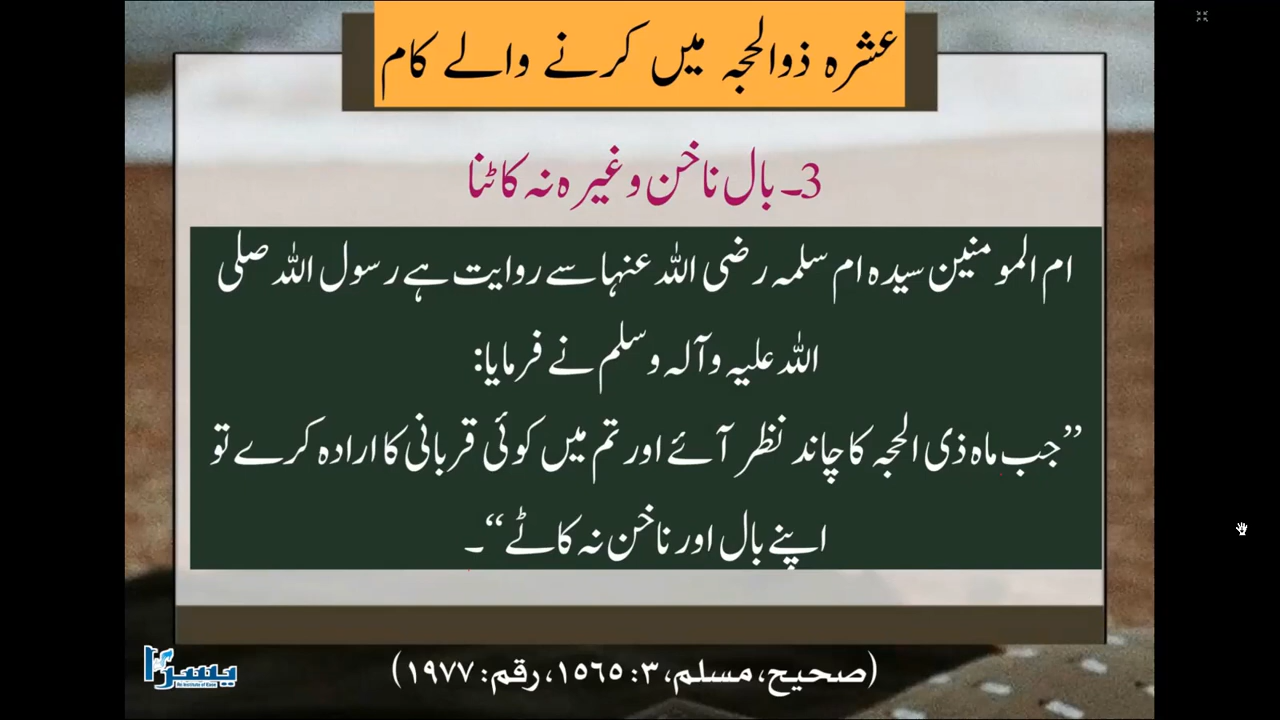 عشرہ ذوالحجہ میں کرنے والے کام
3۔ بال ناخن وغیرہ نہ کاٹنا
ام المومنین سیدہ ام سلمہ رضی اللہ عنہا سے روایت ہے رسول اللہ صلی
اللہ علیہ وآلہ وسلم نے فرمایا:
”جب ماہ ذی الحجہ کا چاند نظر آئے اور تم میں کوئی قربانی کا ارادہ کرے تو
اپنے بال اور ناخن نہ کاٹے“۔
(صحیح، مسلم، ۳: ۱۵۶۵، رقم: ۱۹۷۷)
یسرا